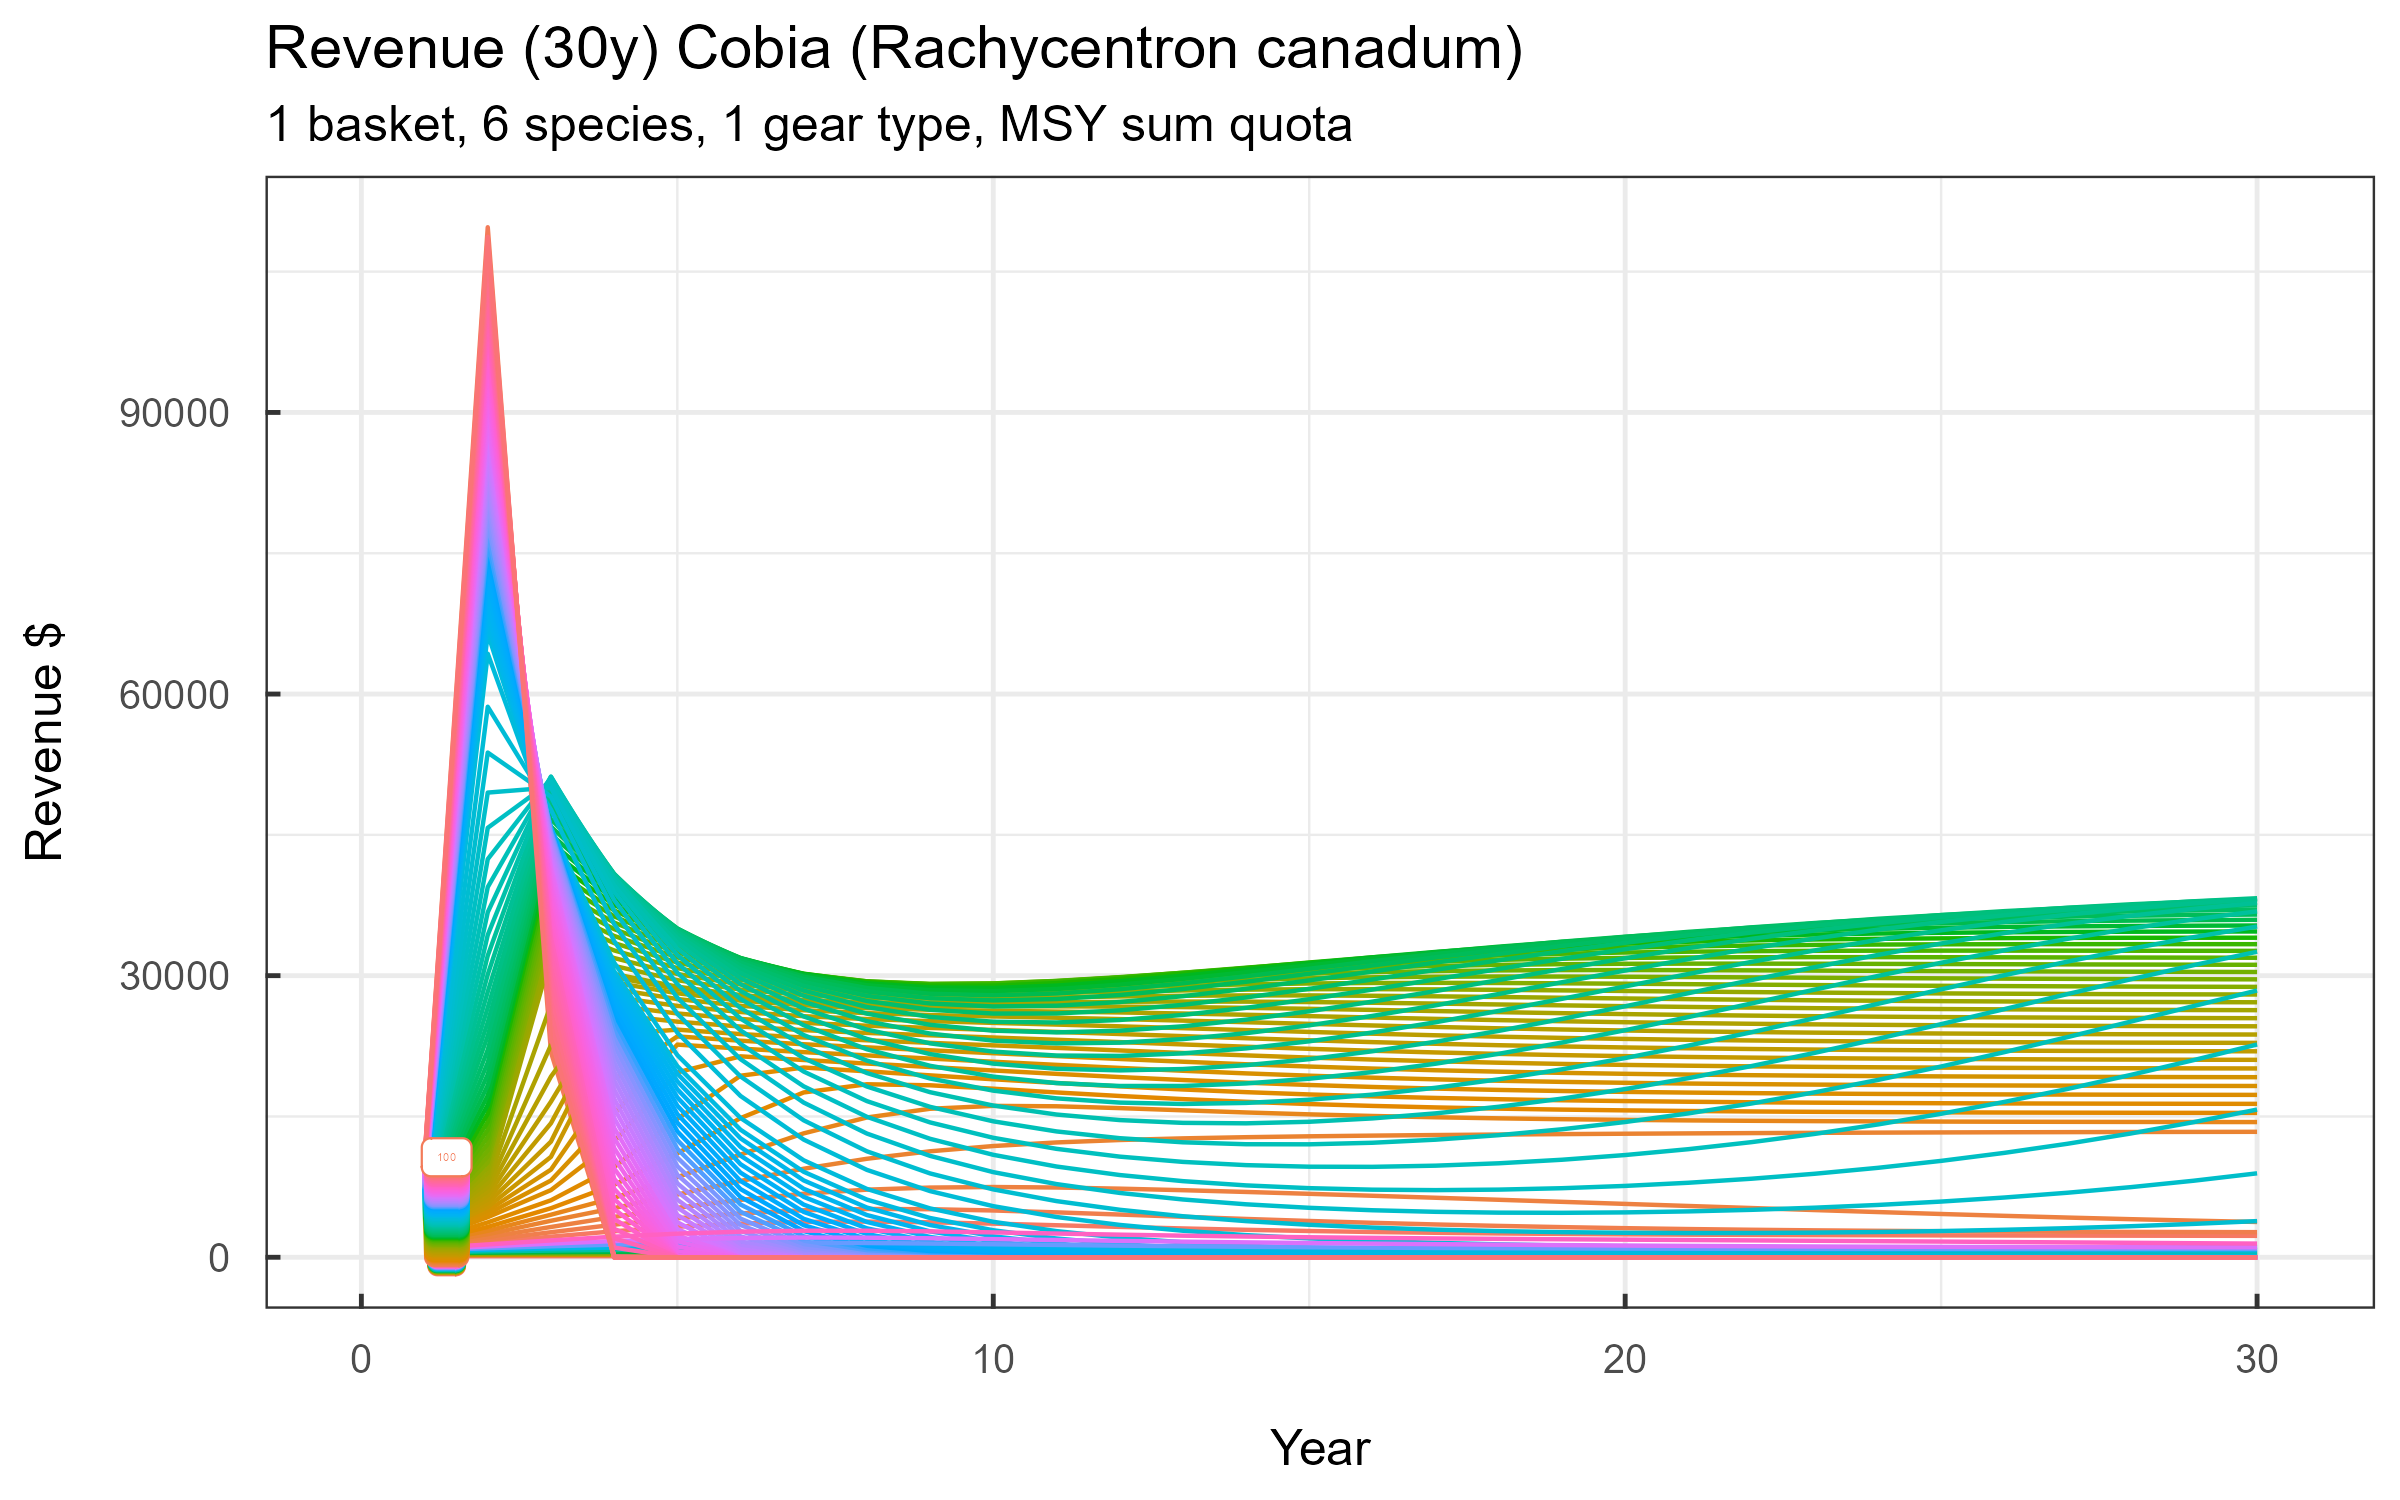 Revenue (30y) Cobia (Rachycentron canadum)
1 basket, 6 species, 1 gear type, MSY sum quota
Revenue $
90000
60000
30000
0
100
0 10 20 30
Year